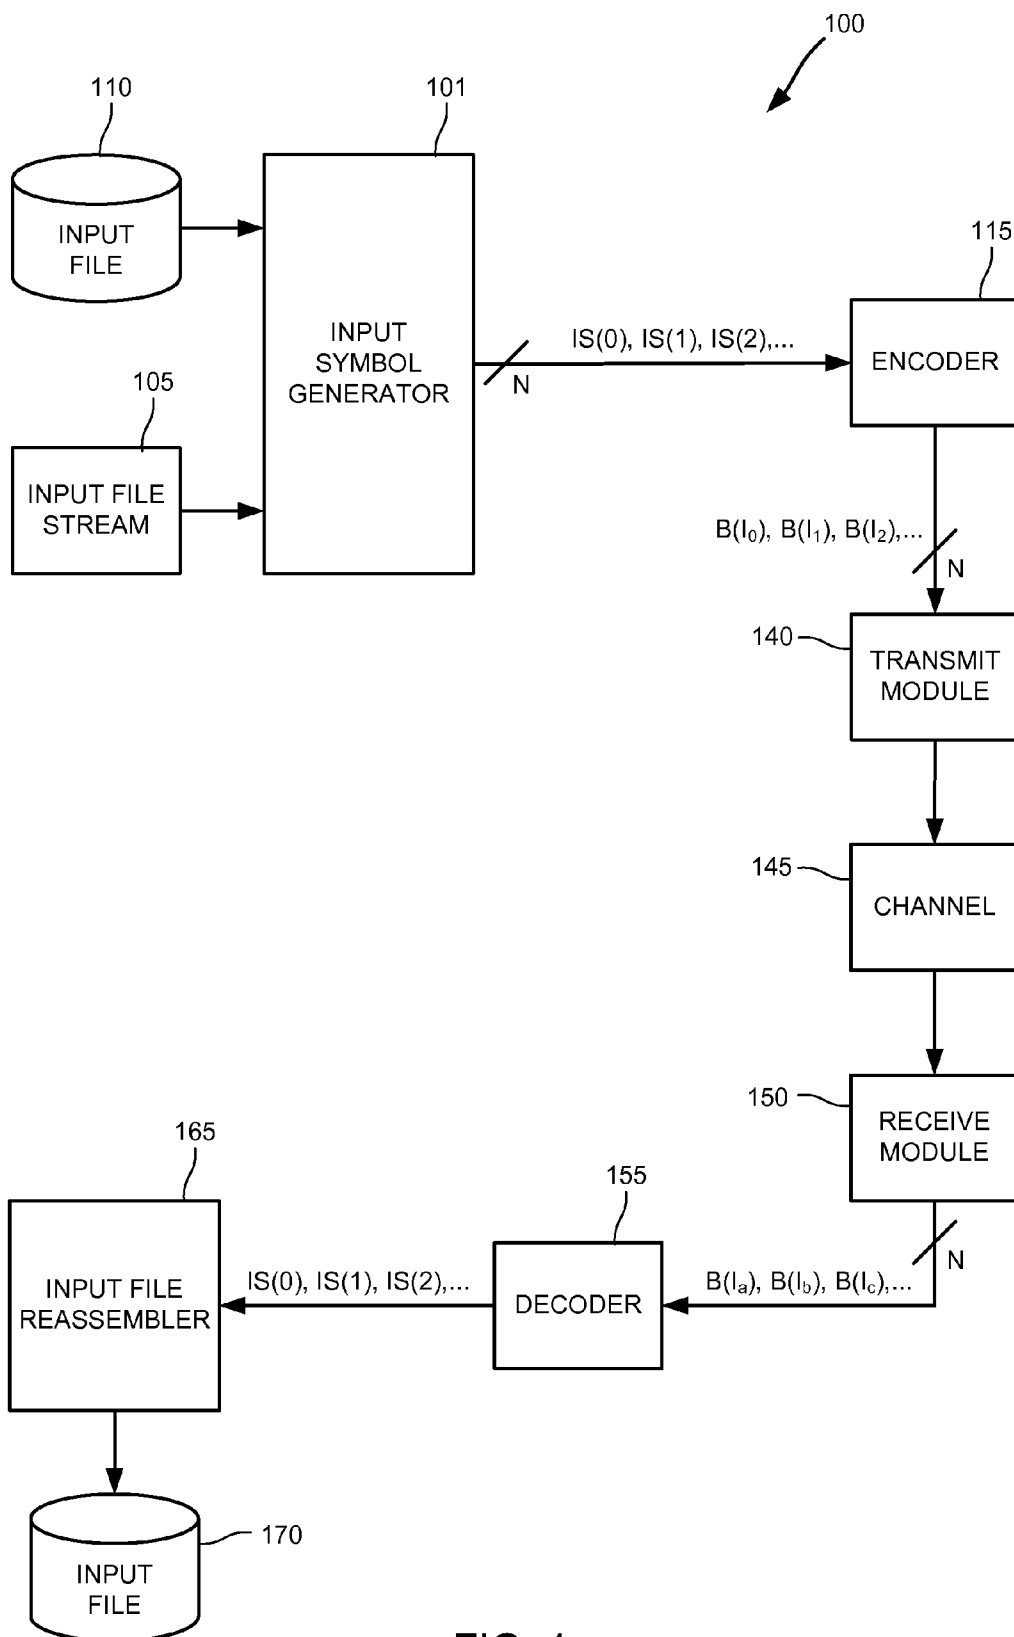 100
110
101
INPUT
FILE
115
INPUT
SYMBOL
GENERATOR
IS(0), IS(1), IS(2),...
N
ENCODER
105
INPUT FILE
STREAM
B(I₀), B(I₁), B(I₂),...
N
140
TRANSMIT
MODULE
145
CHANNEL
150
RECEIVE
MODULE
165
155
N
INPUT FILE
REASSEMBLER
IS(0), IS(1), IS(2),...
DECODER
B(Iₐ), B(I_b), B(I_c),...
170
INPUT
FILE